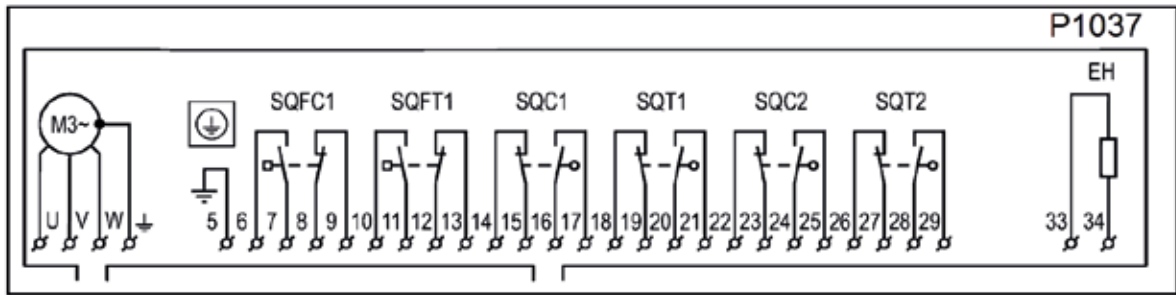 P1037
EH
SQFC1 SQFT1 SQC1 SQT1 SQC2 SQT2
M3~
U V W 5 6 7 8 9 10 11 12 13 14 15 16 17 18 19 20 21 22 23 24 25 26 27 28 29 33 34